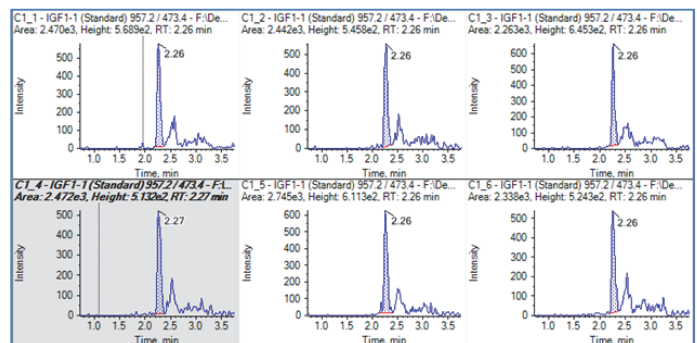 C1_1 - IGF1-1 (Standard) 957.2 / 473.4 - F:\De...
Area: 2.470e3, Height: 5.689e2, RT: 2.26 min
2.26
500
400
300
200
100
0
Intensity
1.0 1.5 2.0 2.5 3.0 3.5
Time, min
C1_2 - IGF1-1 (Standard) 957.2 / 473.4 - F:\De...
Area: 2.442e3, Height: 5.458e2, RT: 2.26 min
2.26
500
400
300
200
100
0
Intensity
1.0 1.5 2.0 2.5 3.0 3.5
Time, min
C1_3 - IGF1-1 (Standard) 957.2 / 473.4 - F:\De...
Area: 2.263e3, Height: 6.453e2, RT: 2.26 min
2.26
600
500
400
300
200
100
0
Intensity
1.0 1.5 2.0 2.5 3.0 3.5
Time, min
C1_4 - IGF1-1 (Standard) 957.2 / 473.4 - F:\...
Area: 2.472e3, Height: 5.132e2, RT: 2.27 min
2.27
500
400
300
200
100
0
Intensity
1.0 1.5 2.0 2.5 3.0 3.5
Time, min
C1_5 - IGF1-1 (Standard) 957.2 / 473.4 - F:\De...
Area: 2.745e3, Height: 6.113e2, RT: 2.26 min
2.26
600
500
400
300
200
100
0
Intensity
1.0 1.5 2.0 2.5 3.0 3.5
Time, min
C1_6 - IGF1-1 (Standard) 957.2 / 473.4 - F:\De...
Area: 2.338e3, Height: 5.243e2, RT: 2.26 min
2.26
500
400
300
200
100
0
Intensity
1.0 1.5 2.0 2.5 3.0 3.5
Time, min